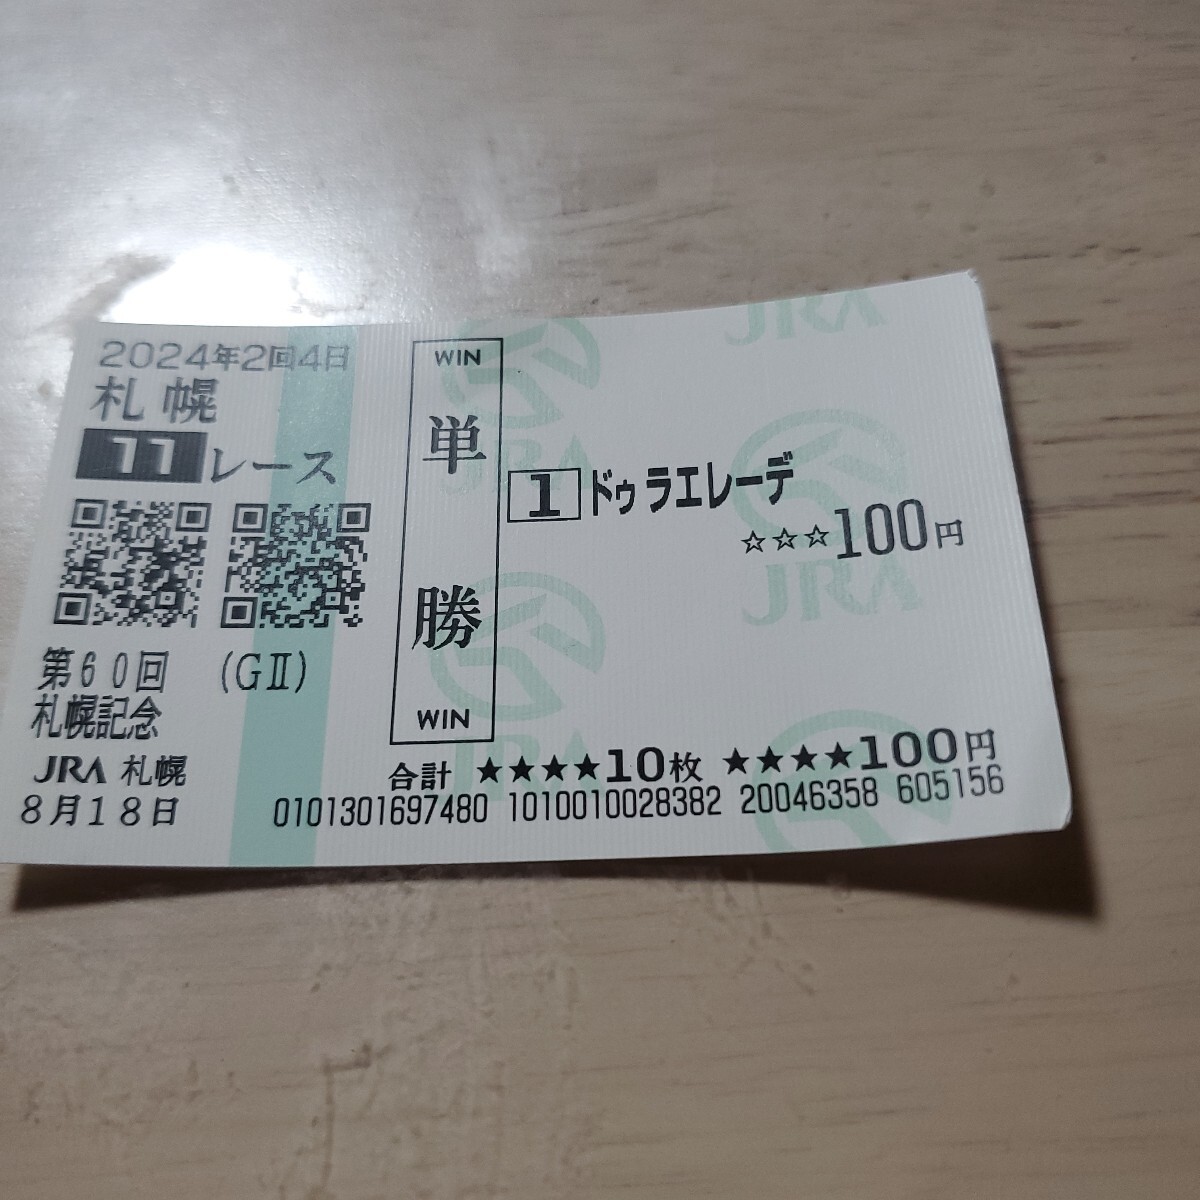 2024年2回4日
札幌
11レース
第60回 (GⅡ)
札幌記念
JRA 札幌
8月18日
WIN
単勝
WIN
1 ドゥラエレーデ
☆☆☆100円
合計 ★★★★10枚 ★★★★100円
0101301697480 1010010028382 20046358 605156
JRA
JRA
JRA
JRA